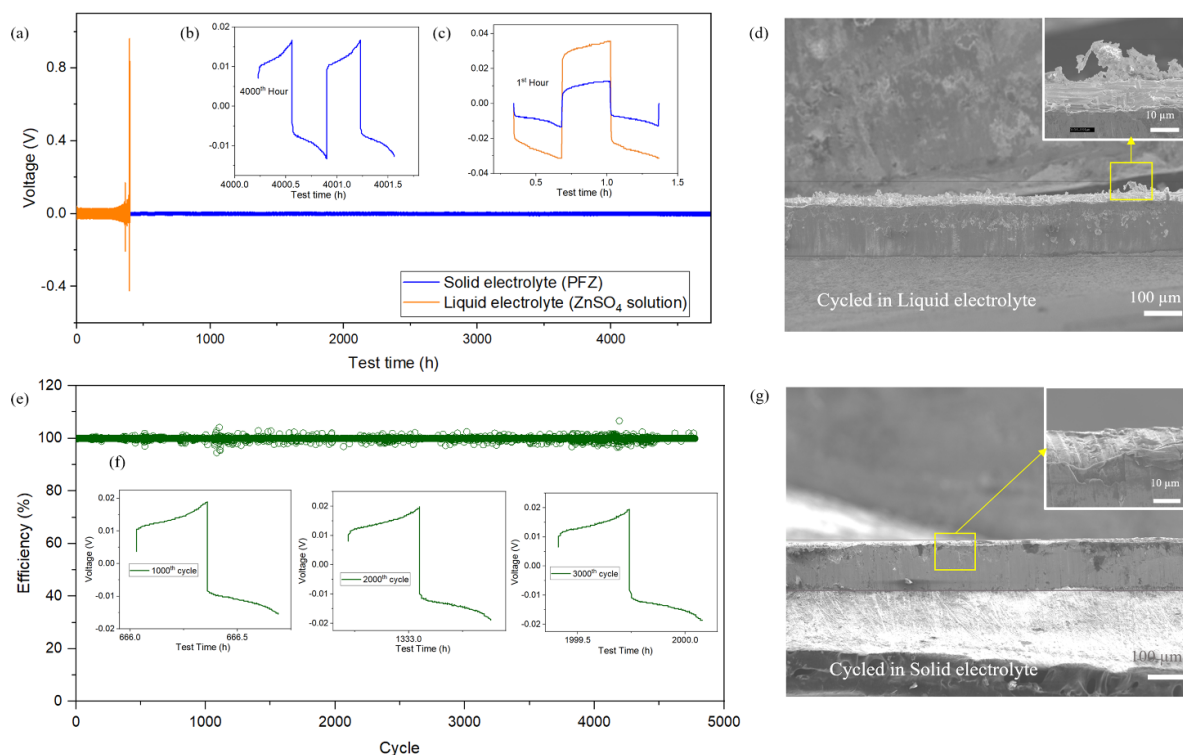 (a)
Voltage (V)
0.8
0.4
0.0
-0.4
0
1000
2000
3000
4000
Test time (h)
Solid electrolyte (PFZ)
Liquid electrolyte (ZnSO₄ solution)
(b)
0.02
0.01
0.00
-0.01
4000th Hour
4000.0
4000.5
4001.0
4001.5
Test time (h)
(c)
0.04
0.02
0.00
-0.02
-0.04
1st Hour
0.5
1.0
1.5
Test time (h)
(d)
10 µm
Cycled in Liquid electrolyte
100 µm
(e)
Efficiency (%)
120
100
80
60
40
20
0
0
1000
2000
3000
4000
5000
Cycle
(f)
Voltage (V)
0.02
0.01
0.00
-0.01
-0.02
1000th cycle
666.0
666.5
Test Time (h)
Voltage (V)
0.02
0.01
0.00
-0.01
-0.02
2000th cycle
1333.0
Test Time (h)
Voltage (V)
0.02
0.01
0.00
-0.01
-0.02
3000th cycle
1999.5
2000.0
Test Time (h)
(g)
10 µm
Cycled in Solid electrolyte
100 µm